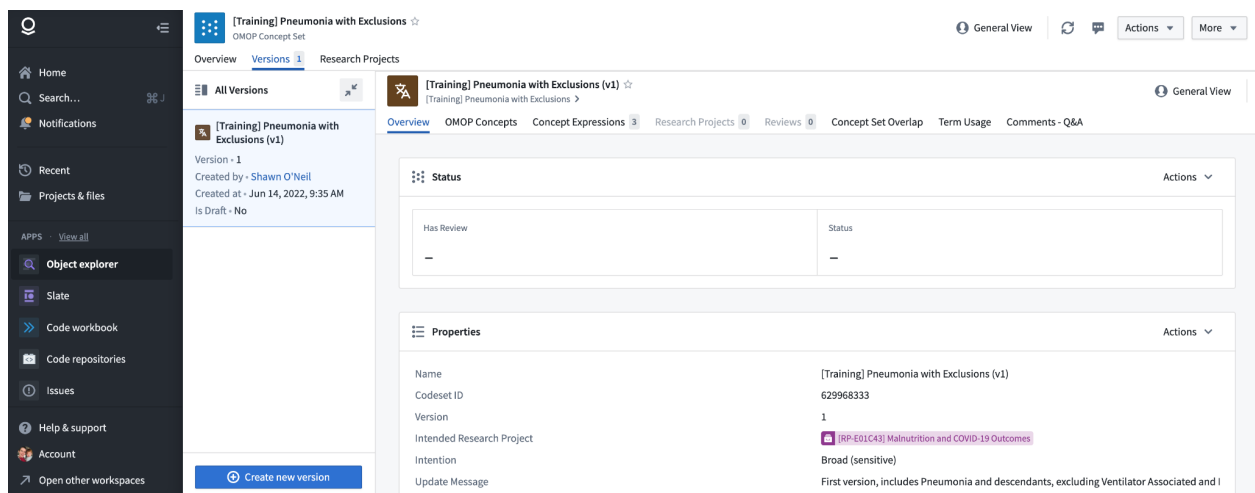 Home
Search...
⌘ J
Notifications
Recent
Projects & files
APPS · View all
Object explorer
Slate
Code workbook
Code repositories
Issues
Help & support
Account
Open other workspaces
[Training] Pneumonia with Exclusions
OMOP Concept Set
General View
Actions
More
Overview Versions 1 Research Projects
All Versions
[Training] Pneumonia with
Exclusions (v1)
Version • 1
Created by • Shawn O'Neil
Created at • Jun 14, 2022, 9:35 AM
Is Draft • No
Create new version
[Training] Pneumonia with Exclusions (v1)
[Training] Pneumonia with Exclusions >
General View
Overview OMOP Concepts Concept Expressions 3 Research Projects 0 Reviews 0 Concept Set Overlap Term Usage Comments - Q&A
Status
Actions
Has Review
–
Status
–
Properties
Actions
Name [Training] Pneumonia with Exclusions (v1)
Codeset ID 629968333
Version 1
Intended Research Project [RP-E01C43] Malnutrition and COVID-19 Outcomes
Intention Broad (sensitive)
Update Message First version, includes Pneumonia and descendants, excluding Ventilator Associated and